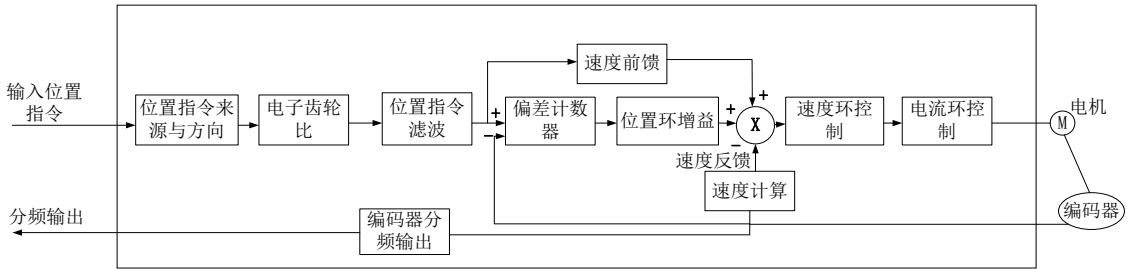 速度前馈
输入位置
指令
位置指令来
源与方向
电子齿轮
比
位置指令
滤波
+
−
偏差计数
器
位置环增益
+
+
X
−
速度反馈
速度环控
制
电流环控
制
M
电机
速度计算
编码器
分频输出
编码器分
频输出